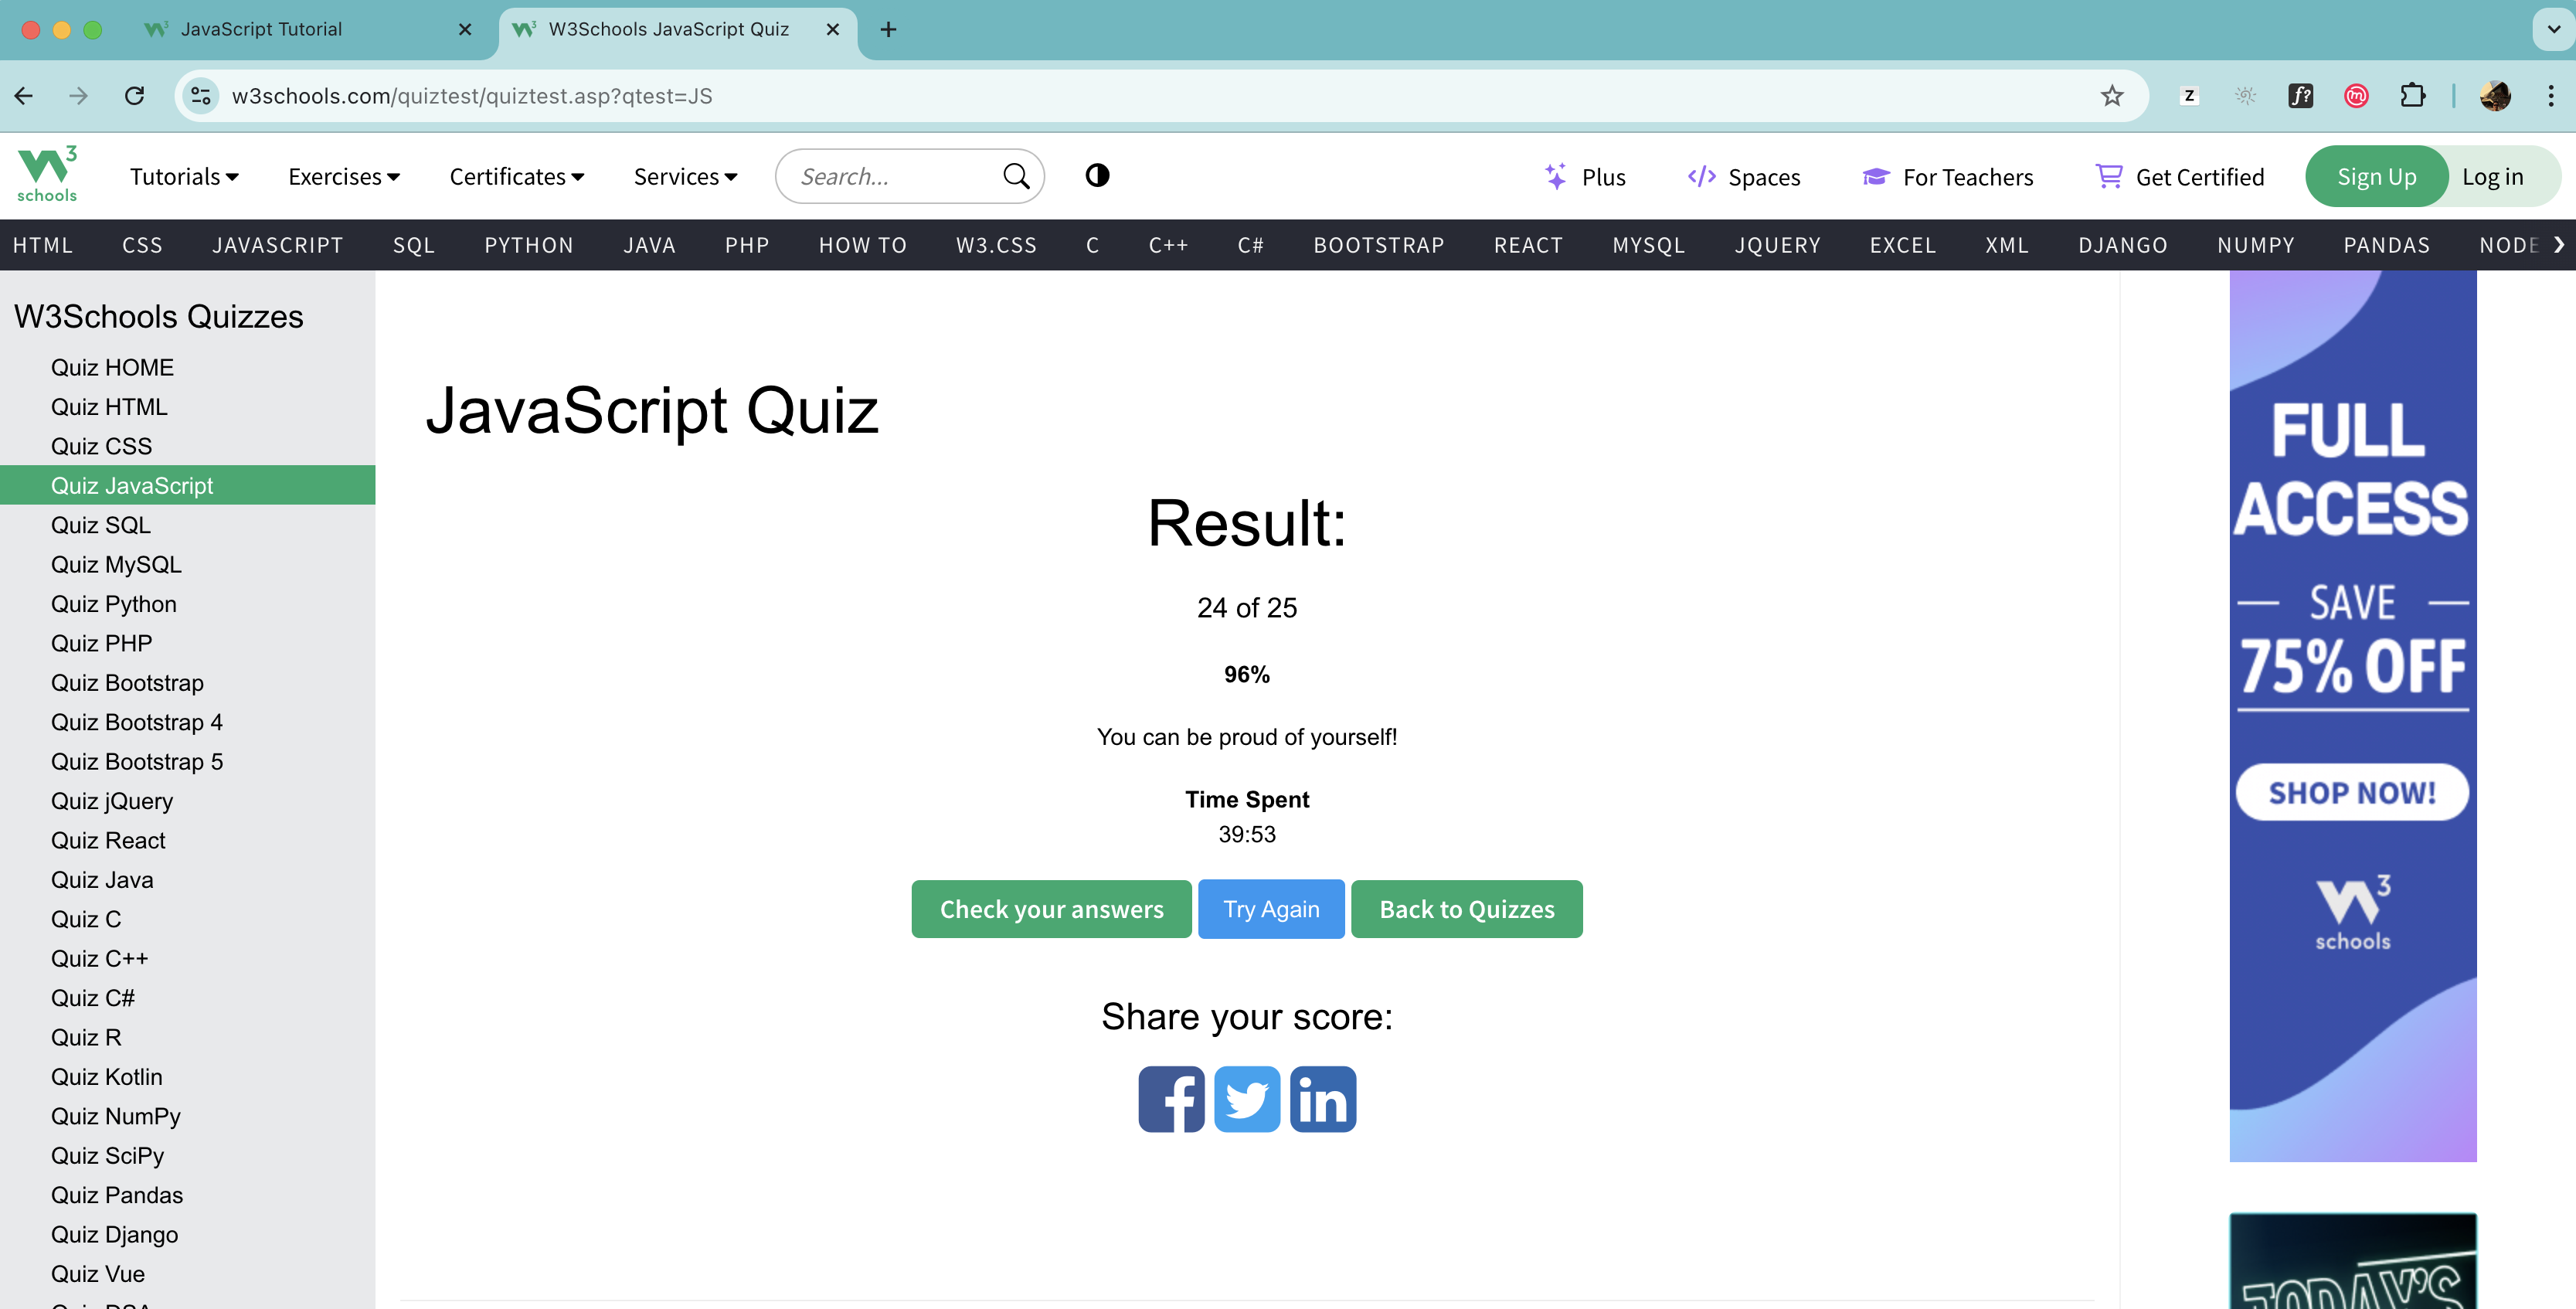 JavaScript Tutorial
W3Schools JavaScript Quiz
w3schools.com/quiztest/quiztest.asp?qtest=JS
W3 schools
Tutorials
Exercises
Certificates
Services
Search...
Plus
Spaces
For Teachers
Get Certified
Sign Up
Log in
HTML CSS JAVASCRIPT SQL PYTHON JAVA PHP HOW TO W3.CSS C C++ C# BOOTSTRAP REACT MYSQL JQUERY EXCEL XML DJANGO NUMPY PANDAS NODE
W3Schools Quizzes
Quiz HOME
Quiz HTML
Quiz CSS
Quiz JavaScript
Quiz SQL
Quiz MySQL
Quiz Python
Quiz PHP
Quiz Bootstrap
Quiz Bootstrap 4
Quiz Bootstrap 5
Quiz jQuery
Quiz React
Quiz Java
Quiz C
Quiz C++
Quiz C#
Quiz R
Quiz Kotlin
Quiz NumPy
Quiz SciPy
Quiz Pandas
Quiz Django
Quiz Vue
JavaScript Quiz
Result:
24 of 25
96%
You can be proud of yourself!
Time Spent
39:53
Check your answers
Try Again
Back to Quizzes
Share your score:
FULL
ACCESS
SAVE
75% OFF
SHOP NOW!
W3
schools
TODAY'S